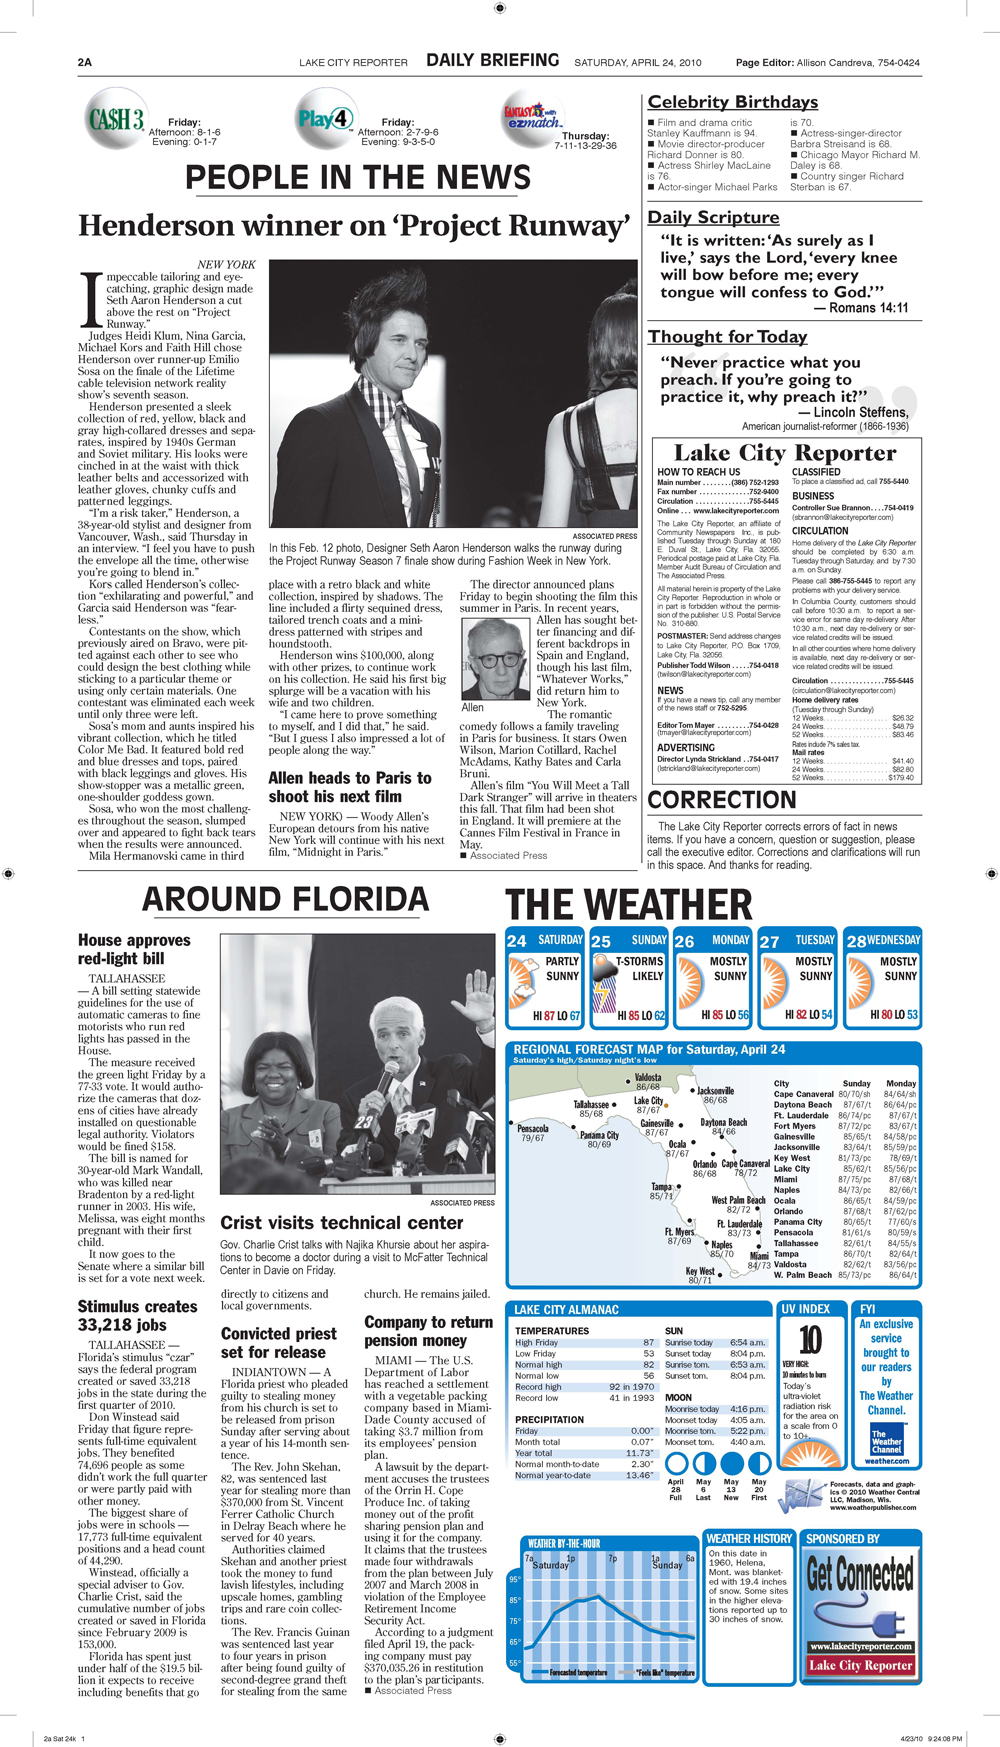 2A
LAKE CITY REPORTER
DAILY BRIEFING
SATURDAY, APRIL 24, 2010
Page Editor: Allison Candreva, 754-0424
CA$H 3
Friday:
Afternoon: 8-1-6
Evening: 0-1-7
Play 4
Friday:
Afternoon: 2-7-9-6
Evening: 9-3-5-0
FANTASY 5 with
ezmatch
Thursday:
7-11-13-29-36
PEOPLE IN THE NEWS
Henderson winner on ‘Project Runway’
NEW YORK
Impeccable tailoring and eye-
catching, graphic design made
Seth Aaron Henderson a cut
above the rest on “Project
Runway.”
Judges Heidi Klum, Nina Garcia,
Michael Kors and Faith Hill chose
Henderson over runner-up Emilio
Sosa on the finale of the Lifetime
cable television network reality
show’s seventh season.
Henderson presented a sleek
collection of red, yellow, black and
gray high-collared dresses and sepa-
rates, inspired by 1940s German
and Soviet military. His looks were
cinched in at the waist with thick
leather belts and accessorized with
leather gloves, chunky cuffs and
patterned leggings.
“I’m a risk taker,” Henderson, a
38-year-old stylist and designer from
Vancouver, Wash., said Thursday in
an interview. “I feel you have to push
the envelope all the time, otherwise
you’re going to blend in.”
Kors called Henderson’s collec-
tion “exhilarating and powerful,” and
Garcia said Henderson was “fear-
less.”
Contestants on the show, which
previously aired on Bravo, were pit-
ted against each other to see who
could design the best clothing while
sticking to a particular theme or
using only certain materials. One
contestant was eliminated each week
until only three were left.
Sosa’s mom and aunts inspired his
vibrant collection, which he titled
Color Me Bad. It featured bold red
and blue dresses and tops, paired
with black leggings and gloves. His
show-stopper was a metallic green,
one-shoulder goddess gown.
Sosa, who won the most challeng-
es throughout the season, slumped
over and appeared to fight back tears
when the results were announced.
Mila Hermanovski came in third
ASSOCIATED PRESS
In this Feb. 12 photo, Designer Seth Aaron Henderson walks the runway during
the Project Runway Season 7 finale show during Fashion Week in New York.
place with a retro black and white
collection, inspired by shadows. The
line included a flirty sequined dress,
tailored trench coats and a mini-
dress patterned with stripes and
houndstooth.
Henderson wins $100,000, along
with other prizes, to continue work
on his collection. He said his first big
splurge will be a vacation with his
wife and two children.
“I came here to prove something
to myself, and I did that,” he said.
“But I guess I also impressed a lot of
people along the way.”
Allen heads to Paris to
shoot his next film
NEW YORK) — Woody Allen’s
European detours from his native
New York will continue with his next
film, “Midnight in Paris.”
The director announced plans
Friday to begin shooting the film this
summer in Paris. In recent years,
Allen has sought bet-
ter financing and dif-
ferent backdrops in
Spain and England,
though his last film,
“Whatever Works,”
did return him to
New York.
Allen
The romantic
comedy follows a family traveling
in Paris for business. It stars Owen
Wilson, Marion Cotillard, Rachel
McAdams, Kathy Bates and Carla
Bruni.
Allen’s film “You Will Meet a Tall
Dark Stranger” will arrive in theaters
this fall. That film had been shot
in England. It will premiere at the
Cannes Film Festival in France in
May.
■ Associated Press
Celebrity Birthdays
■ Film and drama critic
Stanley Kauffmann is 94.
■ Movie director-producer
Richard Donner is 80.
■ Actress Shirley MacLaine
is 76.
■ Actor-singer Michael Parks
is 70.
■ Actress-singer-director
Barbra Streisand is 68.
■ Chicago Mayor Richard M.
Daley is 68.
■ Country singer Richard
Sterban is 67.
Daily Scripture
“It is written: ‘As surely as I
live,’ says the Lord, ‘every knee
will bow before me; every
tongue will confess to God.’”
— Romans 14:11
Thought for Today
“Never practice what you
preach. If you’re going to
practice it, why preach it?”
— Lincoln Steffens,
American journalist-reformer (1866-1936)
Lake City Reporter
HOW TO REACH US
Main number ........(386) 752-1293
Fax number .............752-9400
Circulation ..............755-5445
Online ... www.lakecityreporter.com
The Lake City Reporter, an affiliate of
Community Newspapers Inc., is pub-
lished Tuesday through Sunday at 180
E. Duval St., Lake City, Fla. 32055.
Periodical postage paid at Lake City, Fla.
Member Audit Bureau of Circulation and
The Associated Press.
All material herein is property of the Lake
City Reporter. Reproduction in whole or
in part is forbidden without the permis-
sion of the publisher. U.S. Postal Service
No. 310-880.
POSTMASTER: Send address changes
to Lake City Reporter, P.O. Box 1709,
Lake City, Fla. 32056.
Publisher Todd Wilson .....754-0418
(twilson@lakecityreporter.com)
NEWS
If you have a news tip, call any member
of the news staff or 752-5295
Editor Tom Mayer .........754-0428
(tmayer@lakecityreporter.com)
ADVERTISING
Director Lynda Strickland ..754-0417
(lstrickland@lakecityreporter.com)
CLASSIFIED
To place a classified ad, call 755-5440
BUSINESS
Controller Sue Brannon....754-0419
(sbrannon@lakecityreporter.com)
CIRCULATION
Home delivery of the Lake City Reporter
should be completed by 6:30 a.m.
Tuesday through Saturday, and by 7:30
a.m. on Sunday.
Please call 386-755-5445 to report any
problems with your delivery service.
In Columbia County, customers should
call before 10:30 a.m. to report a ser-
vice error for same day re-delivery. After
10:30 a.m., next day re-delivery or ser-
vice related credits will be issued.
In all other counties where home delivery
is available, next day re-delivery or ser-
vice related credits will be issued.
Circulation ..............755-5445
(circulation@lakecityreporter.com)
Home delivery rates
(Tuesday through Sunday)
12 Weeks................. $26.32
24 Weeks................. $48.79
52 Weeks................. $83.46
Rates include 7% sales tax.
Mail rates
12 Weeks................. $41.40
24 Weeks................. $82.80
52 Weeks................. $179.40
CORRECTION
The Lake City Reporter corrects errors of fact in news
items. If you have a concern, question or suggestion, please
call the executive editor. Corrections and clarifications will run
in this space. And thanks for reading.
AROUND FLORIDA
House approves
red-light bill
TALLAHASSEE
— A bill setting statewide
guidelines for the use of
automatic cameras to fine
motorists who run red
lights has passed in the
House.
The measure received
the green light Friday by a
77-33 vote. It would autho-
rize the cameras that doz-
ens of cities have already
installed on questionable
legal authority. Violators
would be fined $158.
The bill is named for
30-year-old Mark Wandall,
who was killed near
Bradenton by a red-light
runner in 2003. His wife,
Melissa, was eight months
pregnant with their first
child.
It now goes to the
Senate where a similar bill
is set for a vote next week.
Stimulus creates
33,218 jobs
TALLAHASSEE —
Florida’s stimulus “czar”
says the federal program
created or saved 33,218
jobs in the state during the
first quarter of 2010.
Don Winstead said
Friday that figure repre-
sents full-time equivalent
jobs. They benefited
74,696 people as some
didn’t work the full quarter
or were partly paid with
other money.
The biggest share of
jobs were in schools —
17,773 full-time equivalent
positions and a head count
of 44,290.
Winstead, officially a
special adviser to Gov.
Charlie Crist, said the
cumulative number of jobs
created or saved in Florida
since February 2009 is
153,000.
Florida has spent just
under half of the $19.5 bil-
lion it expects to receive
including benefits that go
23
ASSOCIATED PRESS
Crist visits technical center
Gov. Charlie Crist talks with Najika Khursie about her aspira-
tions to become a doctor during a visit to McFatter Technical
Center in Davie on Friday.
directly to citizens and
local governments.
Convicted priest
set for release
INDIANTOWN — A
Florida priest who pleaded
guilty to stealing money
from his church is set to
be released from prison
Sunday after serving about
a year of his 14-month sen-
tence.
The Rev. John Skehan,
82, was sentenced last
year for stealing more than
$370,000 from St. Vincent
Ferrer Catholic Church
in Delray Beach where he
served for 40 years.
Authorities claimed
Skehan and another priest
took the money to fund
lavish lifestyles, including
upscale homes, gambling
trips and rare coin collec-
tions.
The Rev. Francis Guinan
was sentenced last year
to four years in prison
after being found guilty of
second-degree grand theft
for stealing from the same
church. He remains jailed.
Company to return
pension money
MIAMI — The U.S.
Department of Labor
has reached a settlement
with a vegetable packing
company based in Miami-
Dade County accused of
taking $3.7 million from
its employees’ pension
plan.
A lawsuit by the depart-
ment accuses the trustees
of the Orrin H. Cope
Produce Inc. of taking
money out of the profit
sharing pension plan and
using it for the company.
It claims that the trustees
made four withdrawals
from the plan between July
2007 and March 2008 in
violation of the Employee
Retirement Income
Security Act.
According to a judgment
filed April 19, the pack-
ing company must pay
$370,035.26 in restitution
to the plan’s participants.
■ Associated Press
THE WEATHER
24 SATURDAY
PARTLY
SUNNY
HI 87 LO 67
25 SUNDAY
T-STORMS
LIKELY
HI 85 LO 62
26 MONDAY
MOSTLY
SUNNY
HI 85 LO 56
27 TUESDAY
MOSTLY
SUNNY
HI 82 LO 54
28 WEDNESDAY
MOSTLY
SUNNY
HI 80 LO 53
REGIONAL FORECAST MAP for Saturday, April 24
Saturday’s high/Saturday night’s low
Valdosta
86/68
Jacksonville
86/68
Tallahassee
85/68
Lake City
87/67
Pensacola
79/67
Panama City
80/69
Gainesville
87/67
Daytona Beach
84/66
Ocala
87/67
Orlando
86/68
Cape Canaveral
78/72
Tampa
85/71
West Palm Beach
82/72
Ft. Lauderdale
83/73
Ft. Myers
87/69
Naples
85/70
Miami
84/73
Key West
80/71
City Sunday Monday
Cape Canaveral 80/70/sh 84/64/sh
Daytona Beach 87/67/t 86/64/pc
Ft. Lauderdale 86/74/pc 87/67/t
Fort Myers 87/72/pc 83/67/t
Gainesville 85/65/t 84/58/pc
Jacksonville 83/64/t 85/59/pc
Key West 81/73/pc 78/69/t
Lake City 85/62/t 85/56/pc
Miami 87/75/pc 87/68/t
Naples 84/73/pc 82/66/t
Ocala 86/65/t 84/59/pc
Orlando 87/68/t 87/62/pc
Panama City 80/65/t 77/60/s
Pensacola 81/61/s 80/59/s
Tallahassee 82/61/t 84/55/s
Tampa 86/70/t 82/64/t
Valdosta 82/62/t 83/56/pc
W. Palm Beach 85/73/pc 86/64/t
LAKE CITY ALMANAC
TEMPERATURES
High Friday 87
Low Friday 53
Normal high 82
Normal low 56
Record high 92 in 1970
Record low 41 in 1993
PRECIPITATION
Friday 0.00"
Month total 0.07"
Year total 11.73"
Normal month-to-date 2.30"
Normal year-to-date 13.46"
SUN
Sunrise today 6:54 a.m.
Sunset today 8:04 p.m.
Sunrise tom. 6:53 a.m.
Sunset tom. 8:04 p.m.
MOON
Moonrise today 4:16 p.m.
Moonset today 4:05 a.m.
Moonrise tom. 5:22 p.m.
Moonset tom. 4:40 a.m.
April 28 Full
May 6 Last
May 13 New
May 20 First
UV INDEX
10
VERY HIGH:
10 minutes to burn
Today’s
ultra-violet
radiation risk
for the area on
a scale from 0
to 10+.
FYI
An exclusive
service
brought to
our readers
by
The Weather
Channel.
The
Weather
Channel
weather.com
Forecasts, data and graph-
ics © 2010 Weather Central
LLC, Madison, Wis.
www.weatherpublisher.com
WEATHER BY-THE-HOUR
7a 1p 7p 1a 6a
Saturday Sunday
95°
85°
75°
65°
55°
Forecasted temperature "Feels like" temperature
WEATHER HISTORY
On this date in
1960, Helena,
Mont. was blanket-
ed with 19.4 inches
of snow. Some sites
in the higher eleva-
tions reported up to
30 inches of snow.
SPONSORED BY
Get Connected
www.lakecityreporter.com
Lake City Reporter
2a Sat 24k 1
4/23/10 9:24:08 PM